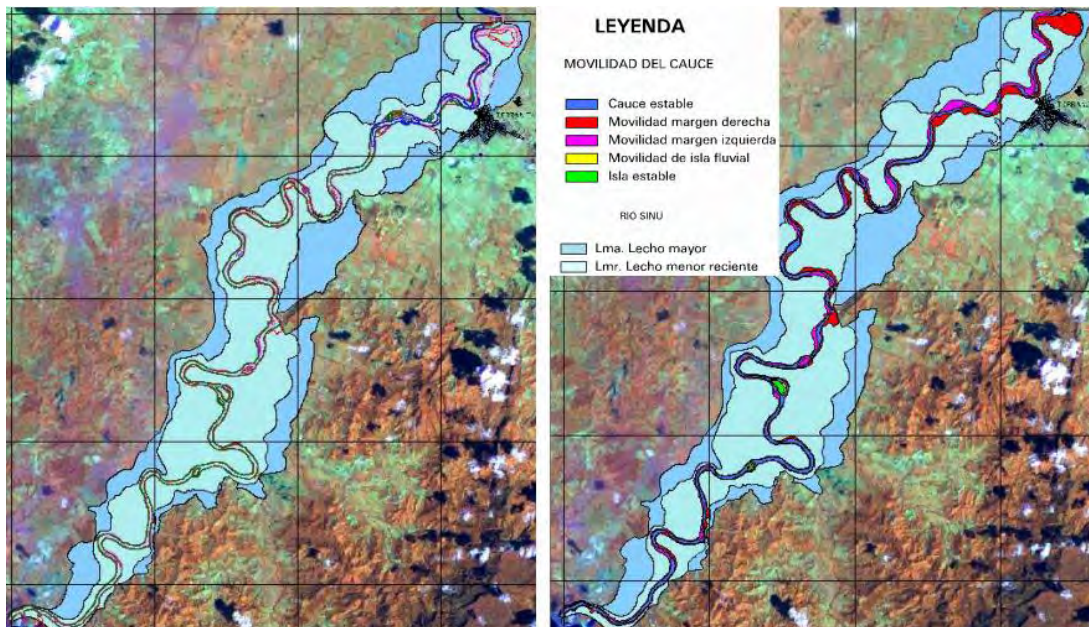 LEYENDA
MOVILIDAD DEL CAUCE
Cauce estable
Movilidad margen derecha
Movilidad margen izquierda
Movilidad de isla fluvial
Isla estable
RIO SINU
Lma. Lecho mayor
Lmr. Lecho menor reciente